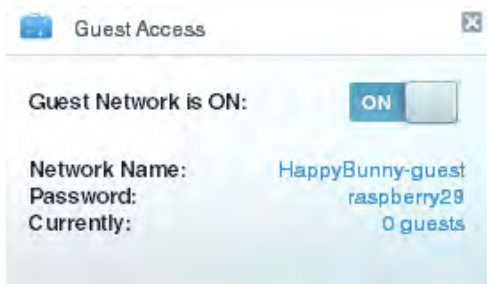 Guest Access
Guest Network is ON: ON
Network Name: HappyBunny-guest
Password: raspberry29
Currently: 0 guests